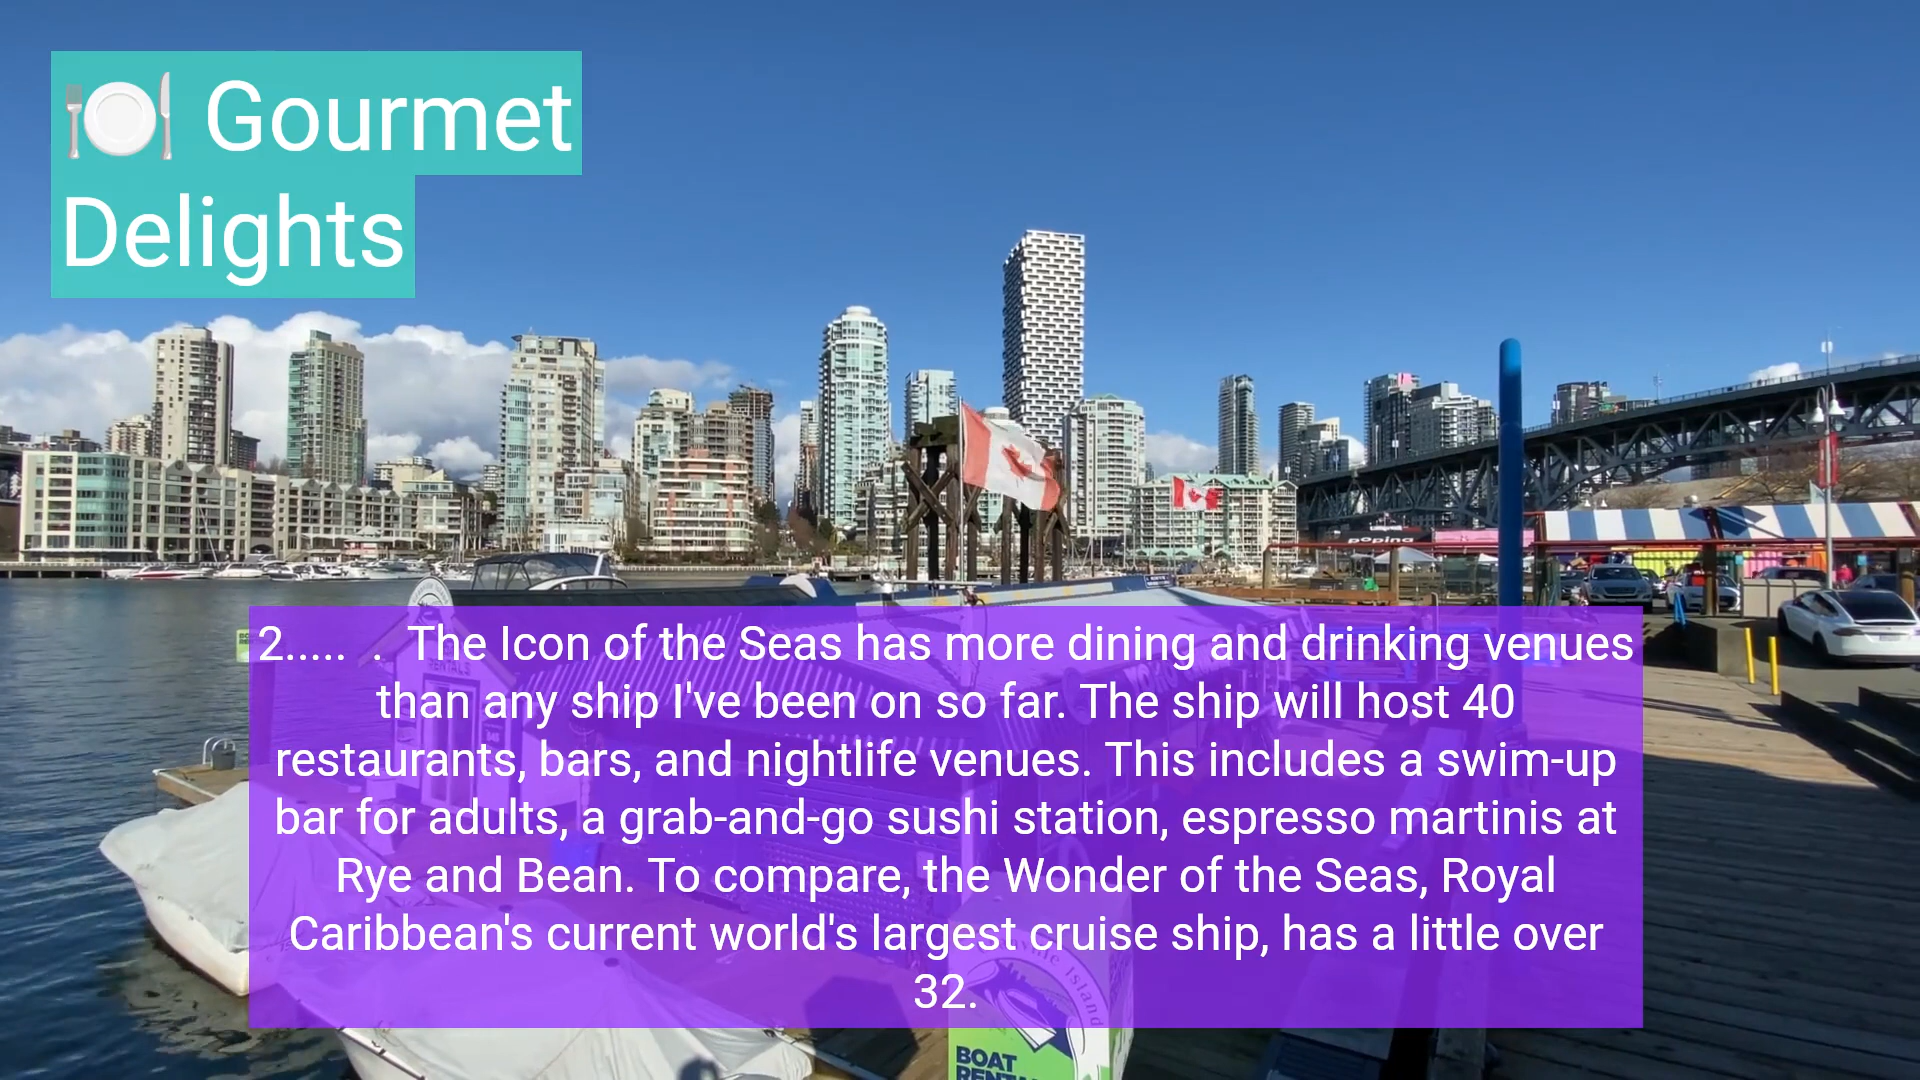 🍽️ Gourmet
Delights
poping
RENTALS
2..... . The Icon of the Seas has more dining and drinking venues
than any ship I've been on so far. The ship will host 40
restaurants, bars, and nightlife venues. This includes a swim-up
bar for adults, a grab-and-go sushi station, espresso martinis at
Rye and Bean. To compare, the Wonder of the Seas, Royal
Caribbean's current world's largest cruise ship, has a little over
32.
Island
BOAT